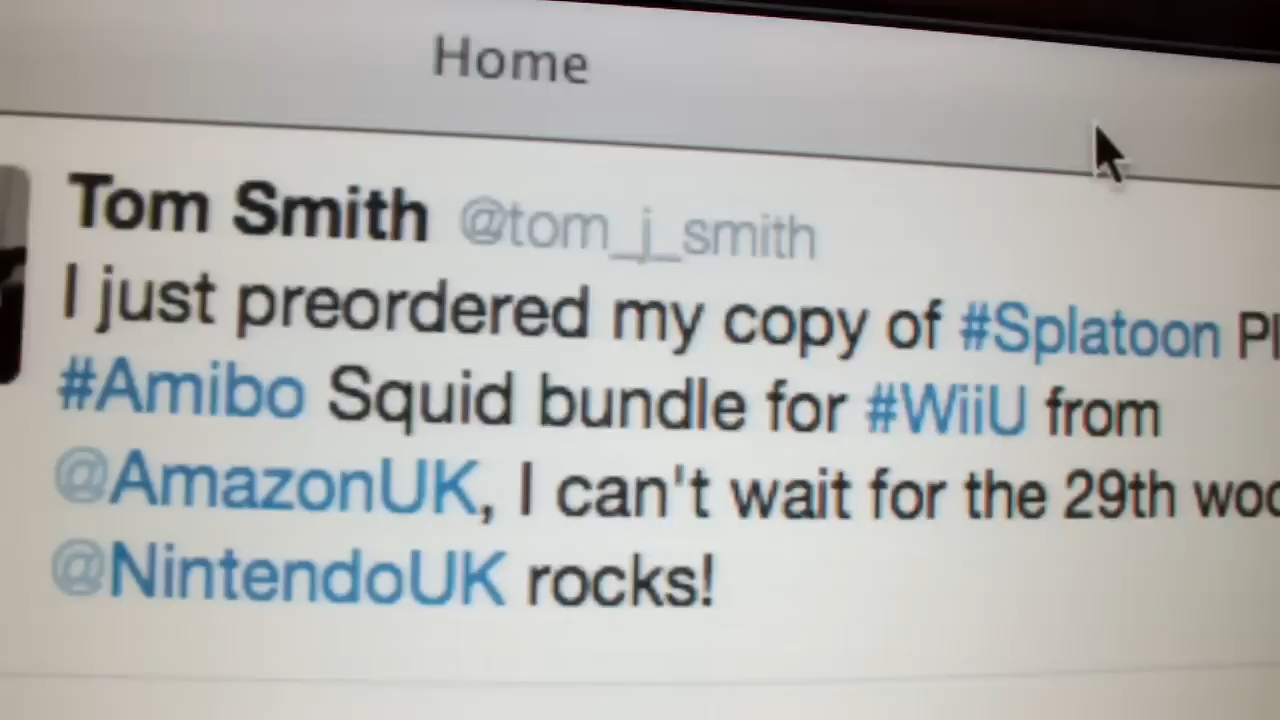 Home
Tom Smith @tom_j_smith
I just preordered my copy of #Splatoon
#Amibo Squid bundle for #WiiU from
@AmazonUK, I can't wait for the 29th
@NintendoUK rocks!